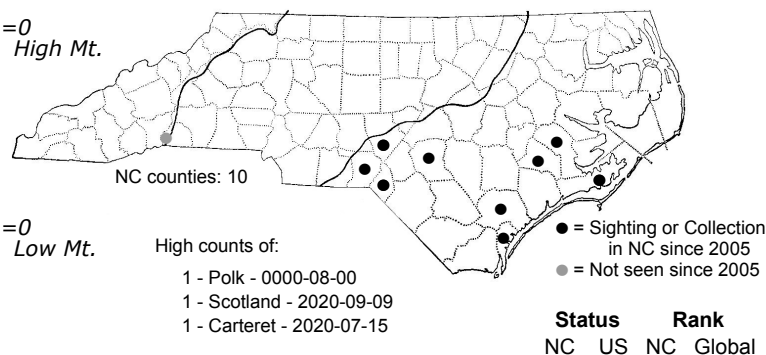 =0
High Mt.
NC counties: 10
=0
Low Mt.
High counts of:
1 - Polk - 0000-08-00
1 - Scotland - 2020-09-09
1 - Carteret - 2020-07-15
= Sighting or Collection
in NC since 2005
= Not seen since 2005
Status Rank
NC US NC Global